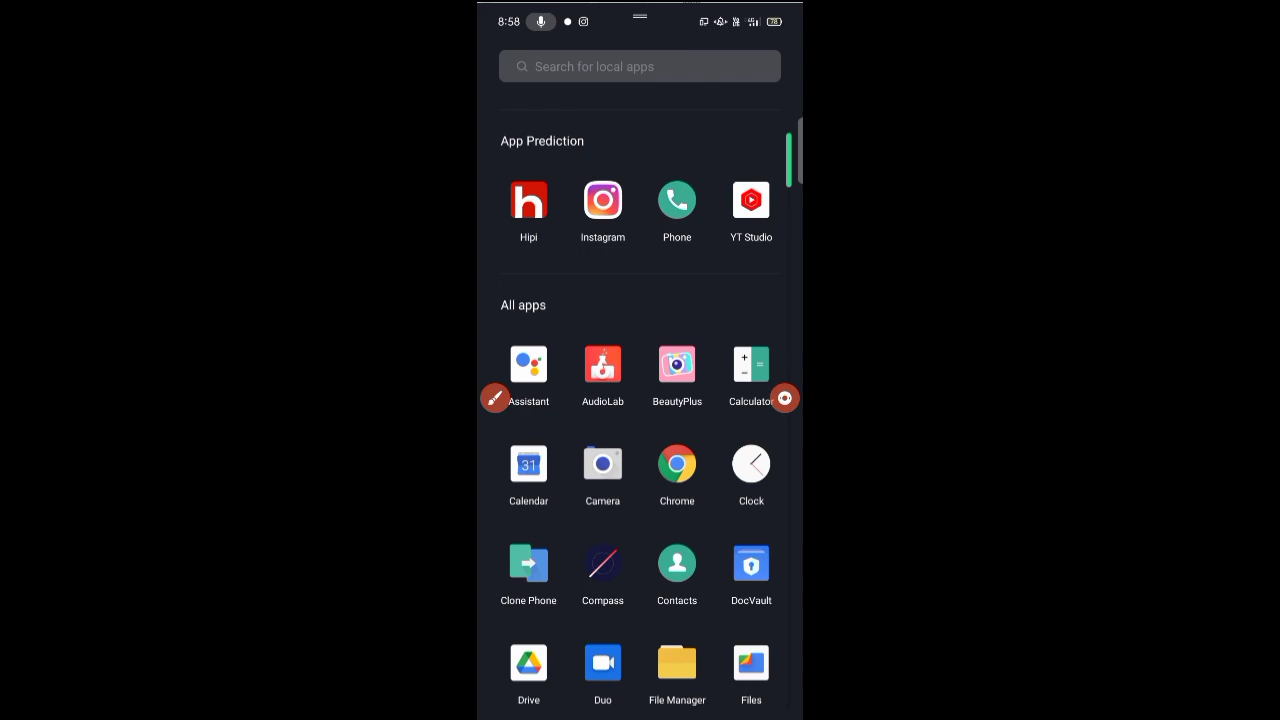 8:58
78
Search for local apps
App Prediction
Hipi
Instagram
Phone
YT Studio
All apps
Assistant
AudioLab
BeautyPlus
Calculator
31
Calendar
Camera
Chrome
Clock
Clone Phone
Compass
Contacts
DocVault
Drive
Duo
File Manager
Files